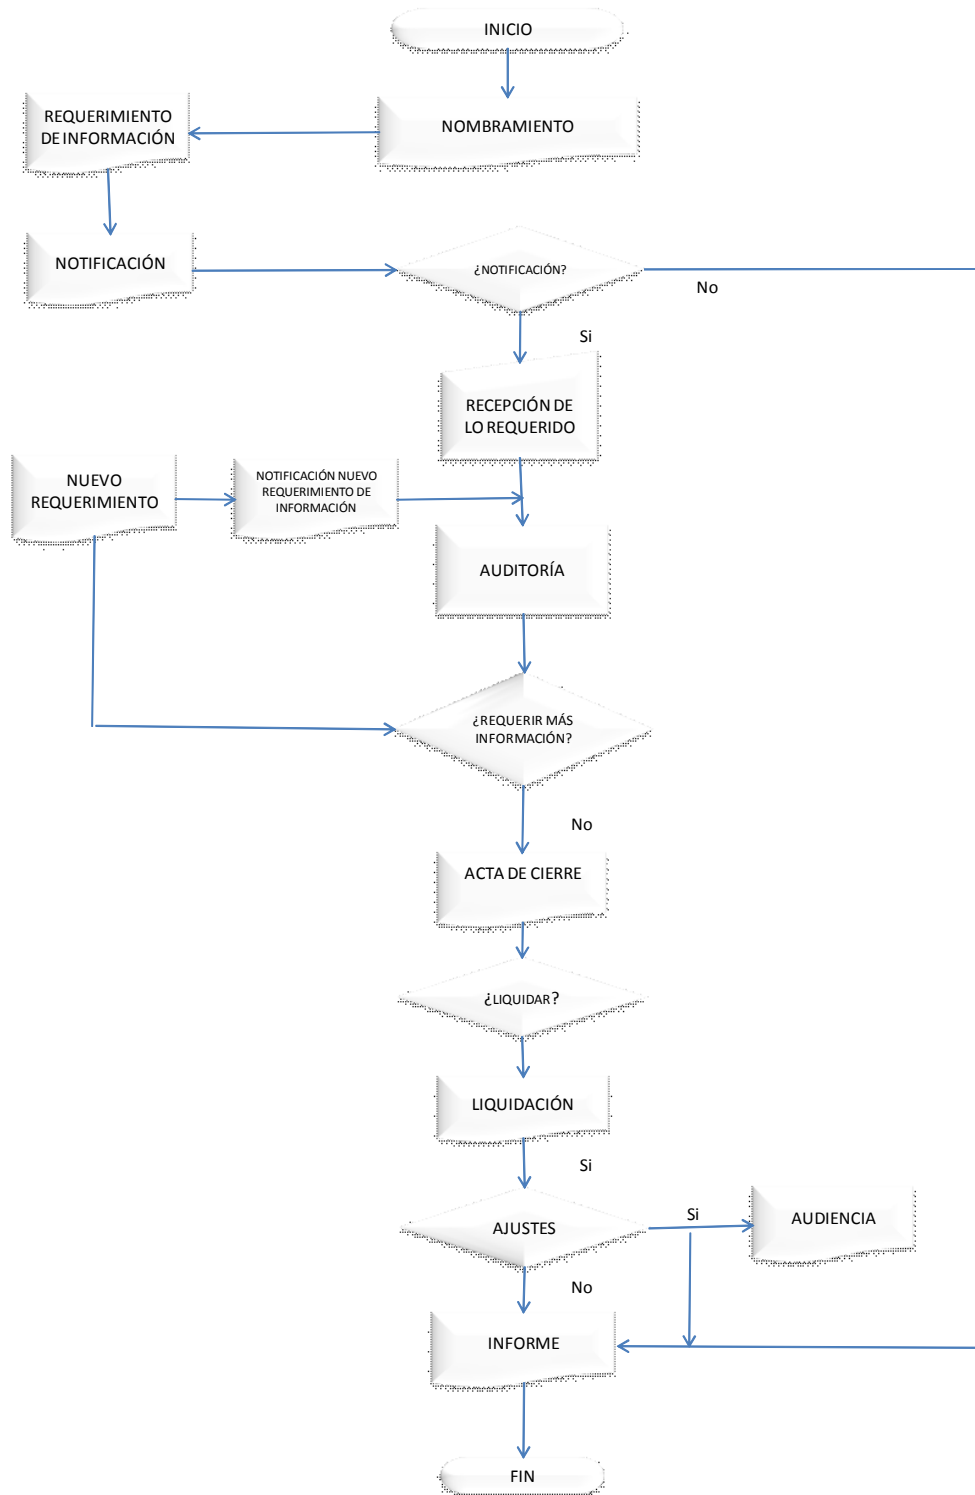 INICIO
REQUERIMIENTO
DE INFORMACIÓN
NOMBRAMIENTO
NOTIFICACIÓN
¿NOTIFICACIÓN?
No
Si
RECEPCIÓN DE
LO REQUERIDO
NUEVO
REQUERIMIENTO
NOTIFICACIÓN NUEVO
REQUERIMIENTO DE
INFORMACIÓN
AUDITORÍA
¿REQUERIR MÁS
INFORMACIÓN?
No
ACTA DE CIERRE
¿LIQUIDAR?
LIQUIDACIÓN
Si
AJUSTES
Si
AUDIENCIA
No
INFORME
FIN